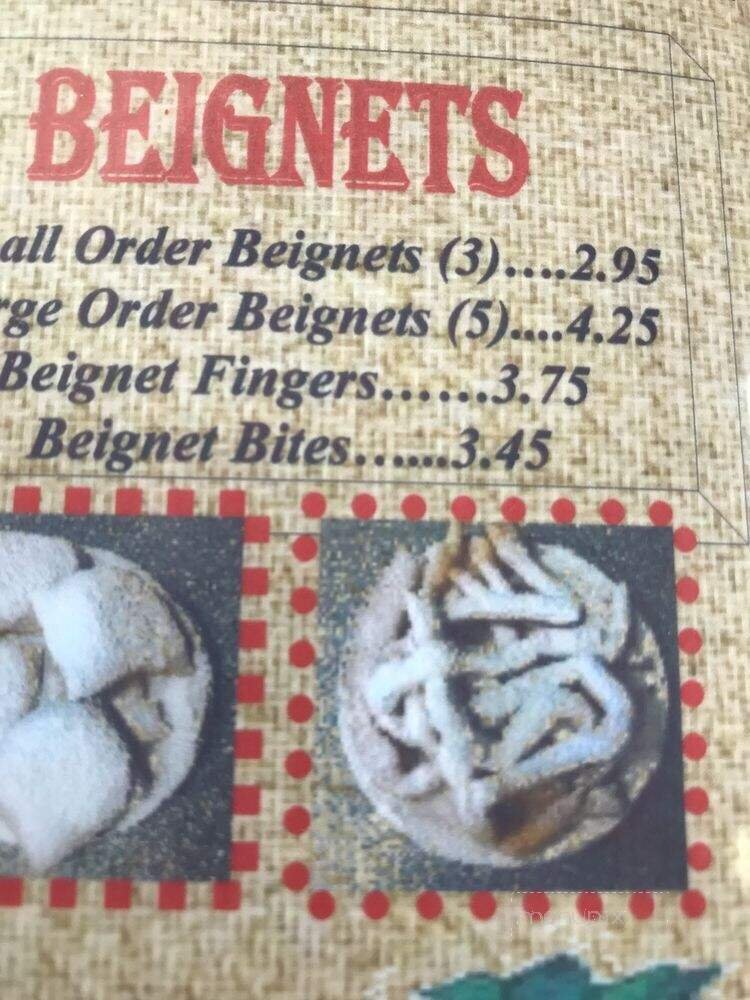 BEIGNETS
all Order Beignets (3)....2.95
rge Order Beignets (5)....4.25
Beignet Fingers......3.75
Beignet Bites.......3.45